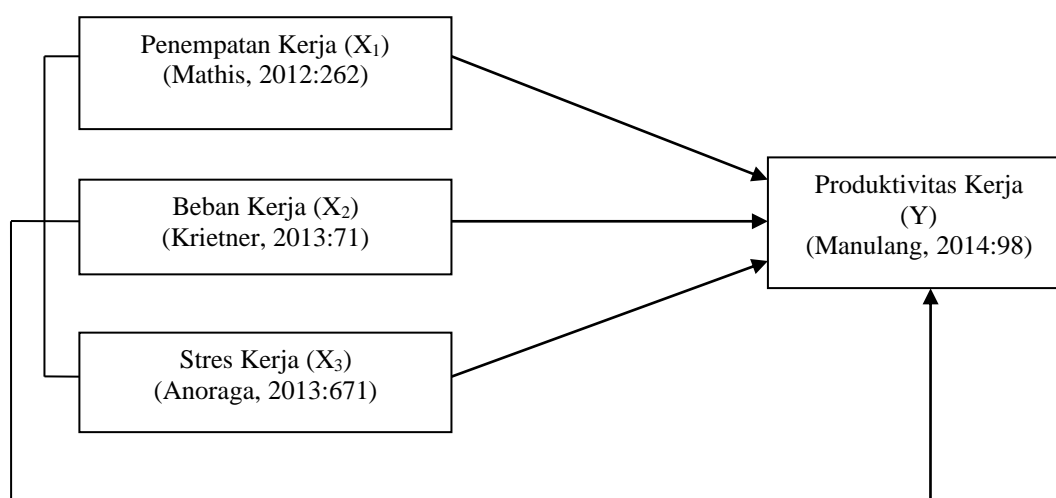 Penempatan Kerja (X₁)
(Mathis, 2012:262)
Beban Kerja (X₂)
(Krietner, 2013:71)
Stres Kerja (X₃)
(Anoraga, 2013:671)
Produktivitas Kerja
(Y)
(Manulang, 2014:98)